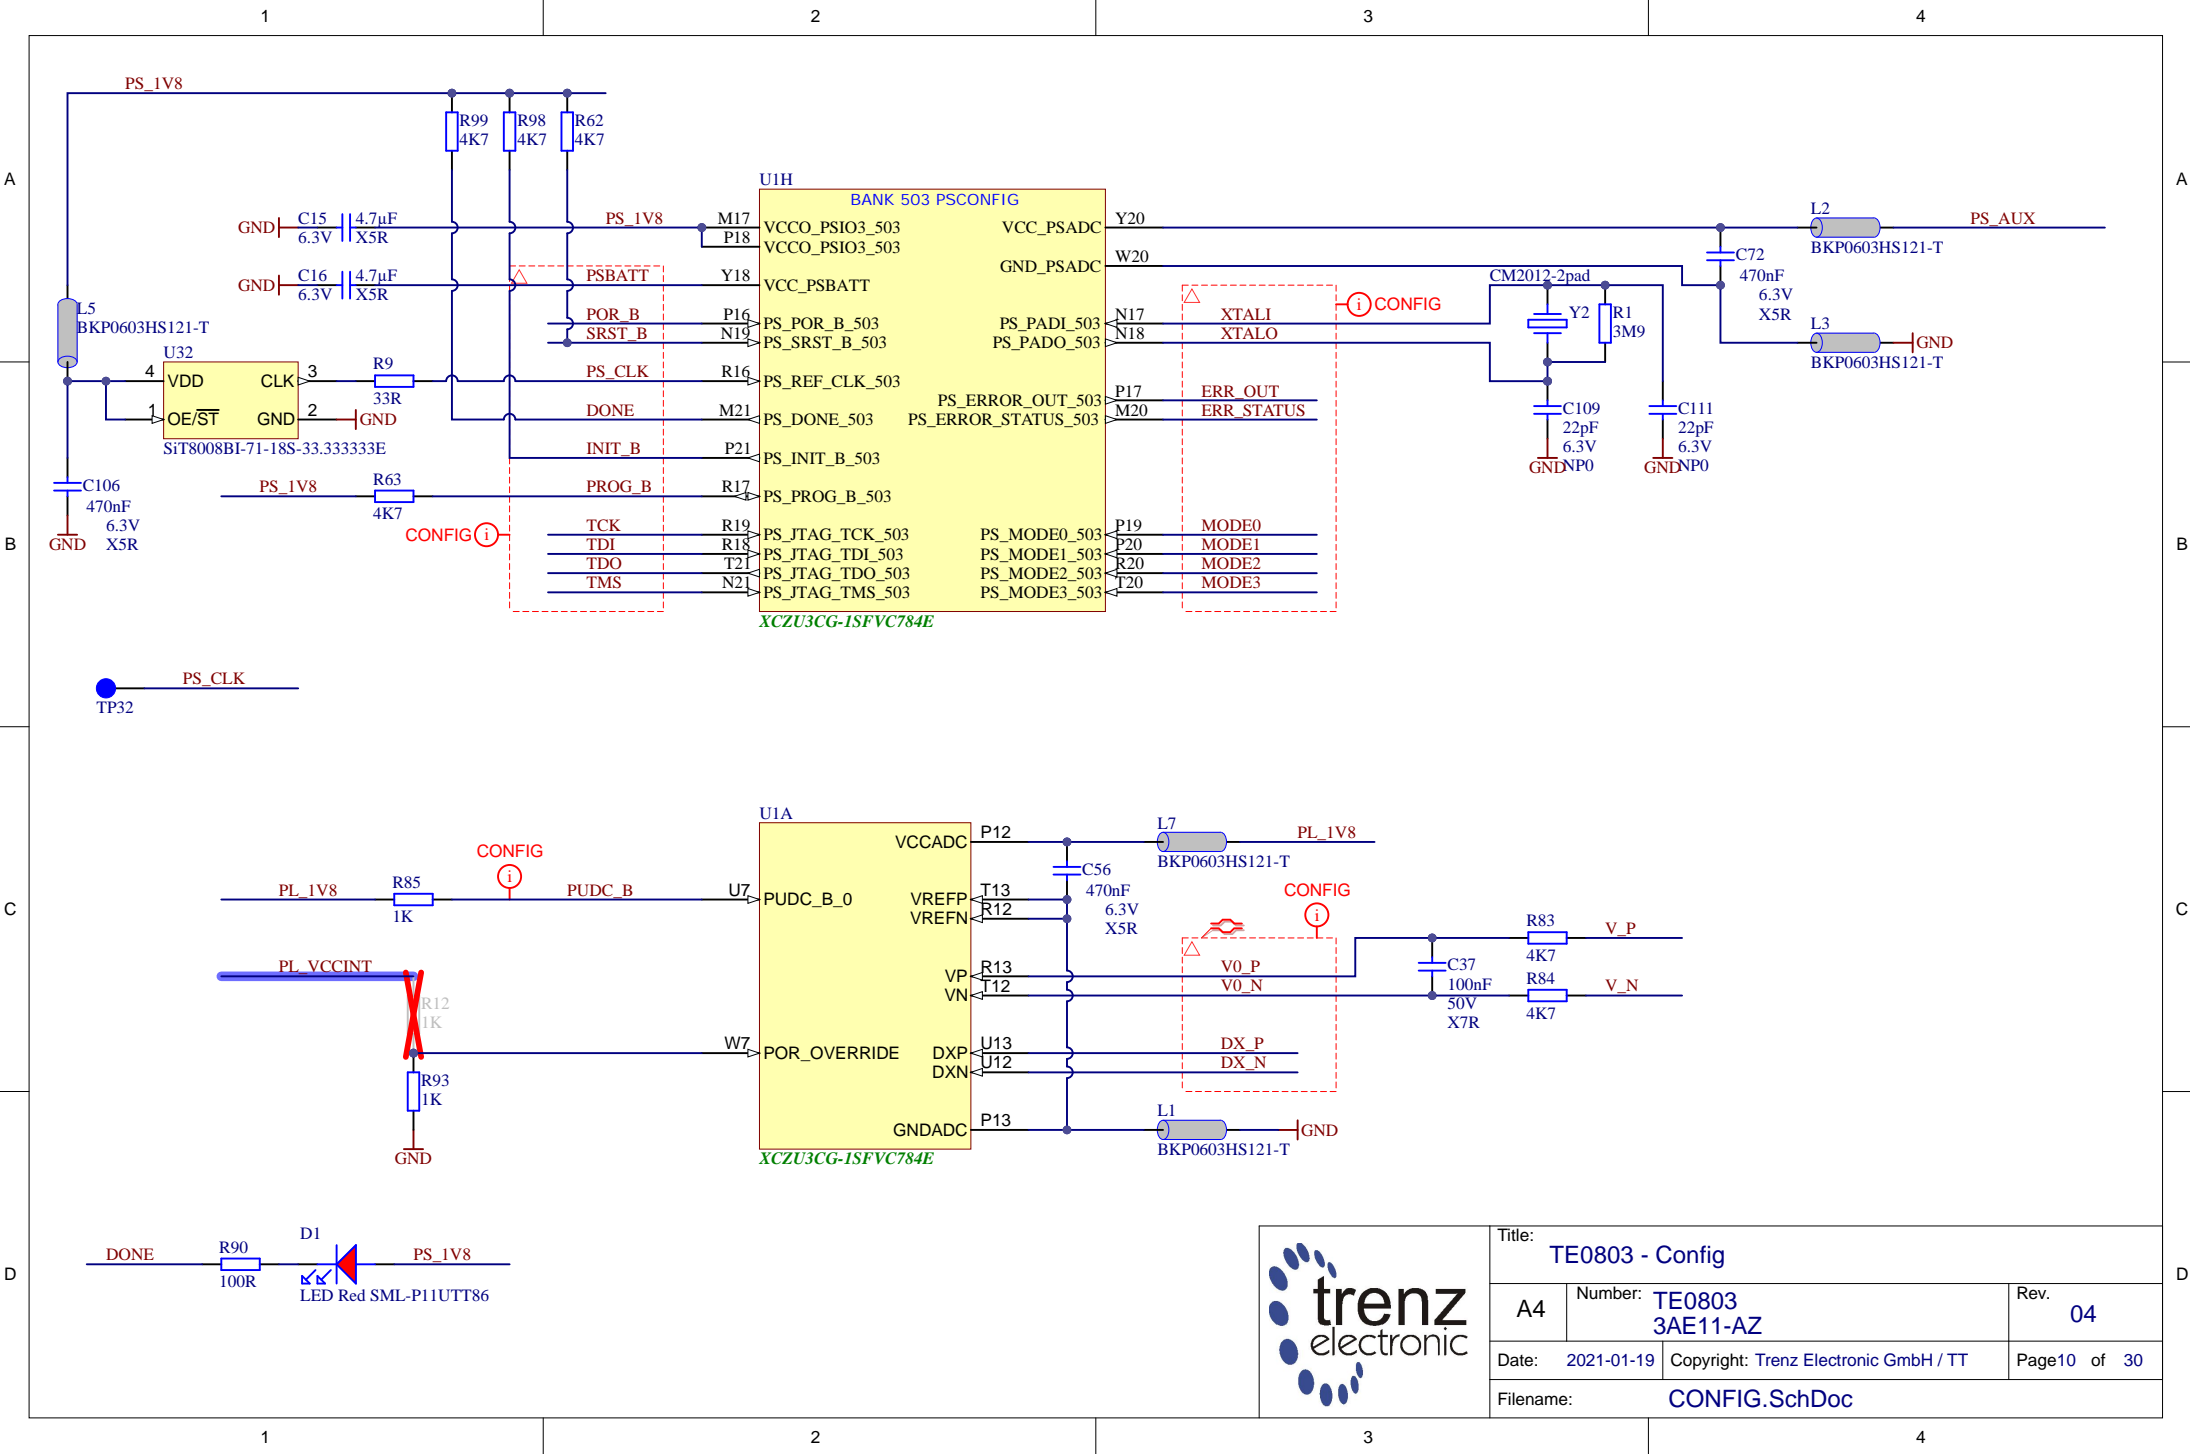 1 2 3 4
A A
B B
C C
D D
PS_1V8
R99 4K7
R98 4K7
R62 4K7
GND C15 6.3V 4.7µF X5R PS_1V8
GND C16 6.3V 4.7µF X5R PSBATT
L5
BKP0603HS121-T
U32
4 VDD CLK 3
1 OE/ST GND 2 GND
SiT8008BI-71-18S-33.333333E
R9
33R
C106
470nF
6.3V
X5R
GND
PS_1V8 R63 PROG_B
4K7
CONFIG i
POR_B
SRST_B
PS_CLK
DONE
INIT_B
TCK
TDI
TDO
TMS
U1H
BANK 503 PSCONFIG
M17 VCCO_PSIO3_503
P18 VCCO_PSIO3_503
Y18 VCC_PSBATT
P16 PS_POR_B_503
N19 PS_SRST_B_503
R16 PS_REF_CLK_503
M21 PS_DONE_503
P21 PS_INIT_B_503
R17 PS_PROG_B_503
R19 PS_JTAG_TCK_503
R18 PS_JTAG_TDI_503
T21 PS_JTAG_TDO_503
N21 PS_JTAG_TMS_503
VCC_PSADC Y20
GND_PSADC W20
PS_PADI_503 N17 XTALI
PS_PADO_503 N18 XTALO
PS_ERROR_OUT_503 P17 ERR_OUT
PS_ERROR_STATUS_503 M20 ERR_STATUS
PS_MODE0_503 P19 MODE0
PS_MODE1_503 P20 MODE1
PS_MODE2_503 R20 MODE2
PS_MODE3_503 T20 MODE3
XCZU3CG-1SFVC784E
i CONFIG
CM2012-2pad
Y2
R1
3M9
C109
22pF
6.3V
NP0
GND
C111
22pF
6.3V
NP0
GND
L2 PS_AUX
BKP0603HS121-T
C72
470nF
6.3V
X5R
L3 GND
BKP0603HS121-T
PS_CLK
TP32
U1A
PL_1V8 R85 PUDC_B
1K
CONFIG
i
U7 PUDC_B_0
PL_VCCINT
R12
1K
W7 POR_OVERRIDE
R93
1K
GND
VCCADC P12
VREFP T13
VREFN R12
VP R13 V0_P
VN T12 V0_N
DXP U13 DX_P
DXN U12 DX_N
GNDADC P13
XCZU3CG-1SFVC784E
L7 PL_1V8
BKP0603HS121-T
C56
470nF
6.3V
X5R
CONFIG
i
C37
100nF
50V
X7R
R83 V_P
4K7
R84 V_N
4K7
L1 GND
BKP0603HS121-T
DONE R90 D1 PS_1V8
100R
LED Red SML-P11UTT86
trenz
electronic
Title:
TE0803 - Config
A4 Number: TE0803
3AE11-AZ
Rev.
04
Date: 2021-01-19 Copyright: Trenz Electronic GmbH / TT Page10 of 30
Filename: CONFIG.SchDoc
1 2 3 4